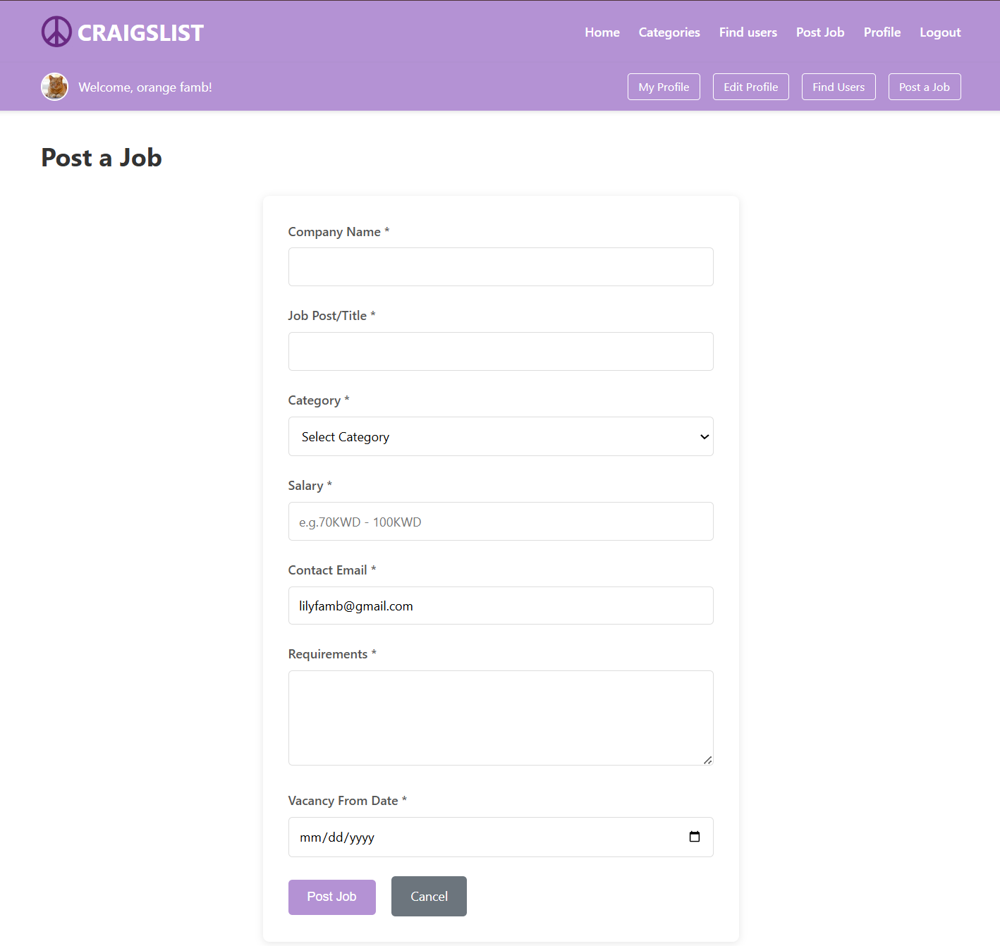 CRAIGSLIST
Home Categories Find users Post Job Profile Logout
Welcome, orange famb!
My Profile Edit Profile Find Users Post a Job
Post a Job
Company Name *
Job Post/Title *
Category *
Select Category
Salary *
e.g.70KWD - 100KWD
Contact Email *
lilyfamb@gmail.com
Requirements *
Vacancy From Date *
mm/dd/yyyy
Post Job Cancel